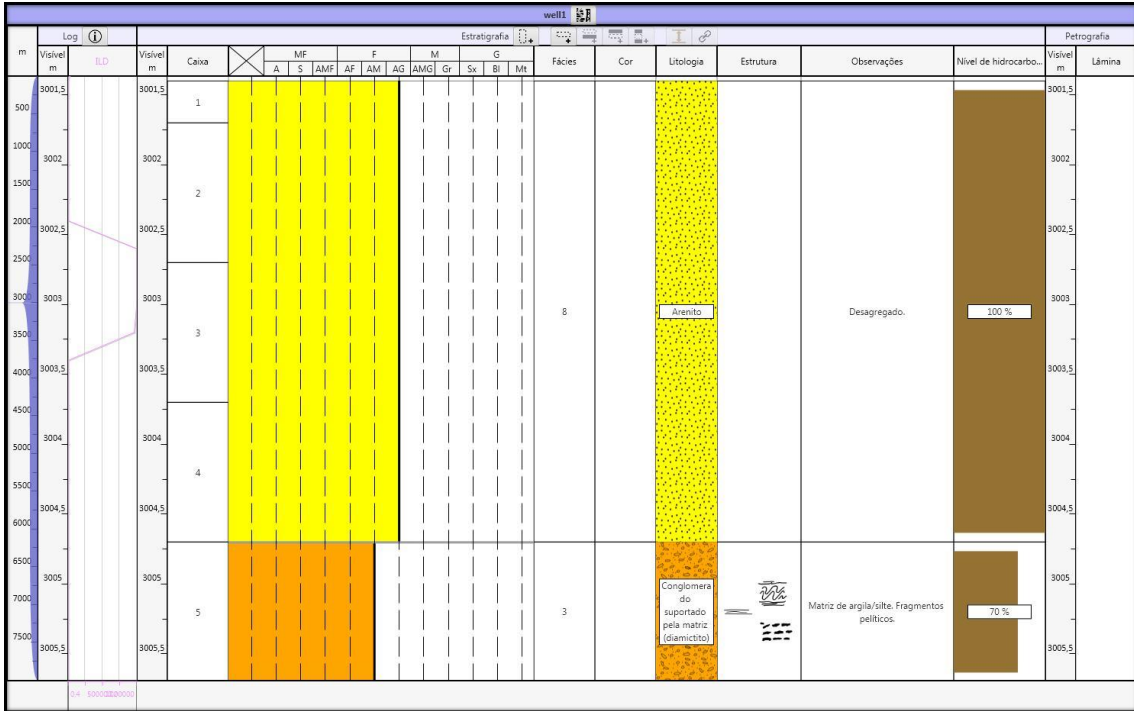 well1
Log
Estratigrafia
Petrografia
m
Visível
m
ILD
Visível
m
Caixa
MF
F
M
G
A
S
AMF
AF
AM
AG
AMG
Gr
Sx
Bl
Mt
Fácies
Cor
Litologia
Estrutura
Observações
Nível de hidrocarbo...
Visível
m
Lâmina
500
1000
1500
2000
2500
3000
3500
4000
4500
5000
5500
6000
6500
7000
7500
3001,5
3002
3002,5
3003
3003,5
3004
3004,5
3005
3005,5
3001,5
3002
3002,5
3003
3003,5
3004
3004,5
3005
3005,5
1
2
3
4
5
8
Arenito
Desagregado.
100 %
3
Conglomera
do
suportado
pela matriz
(diamictito)
Matriz de argila/silte. Fragmentos
pelíticos.
70 %
3001,5
3002
3002,5
3003
3003,5
3004
3004,5
3005
3005,5